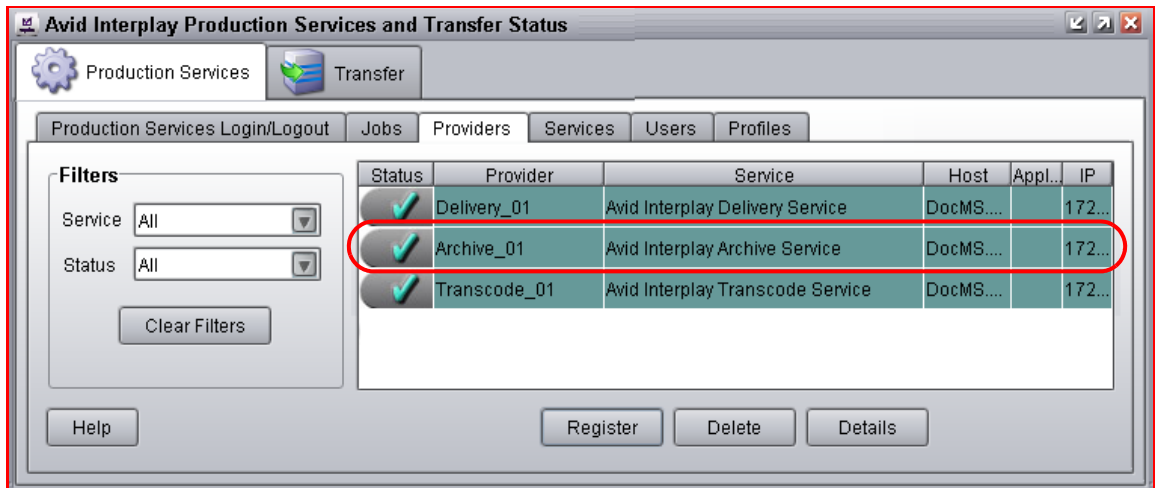 Avid Interplay Production Services and Transfer Status
Production Services Transfer
Production Services Login/Logout Jobs Providers Services Users Profiles
Filters
Service All
Status All
Clear Filters
Status Provider Service Host Appl... IP
Delivery_01 Avid Interplay Delivery Service DocMS.... 172...
Archive_01 Avid Interplay Archive Service DocMS.... 172...
Transcode_01 Avid Interplay Transcode Service DocMS.... 172...
Help Register Delete Details